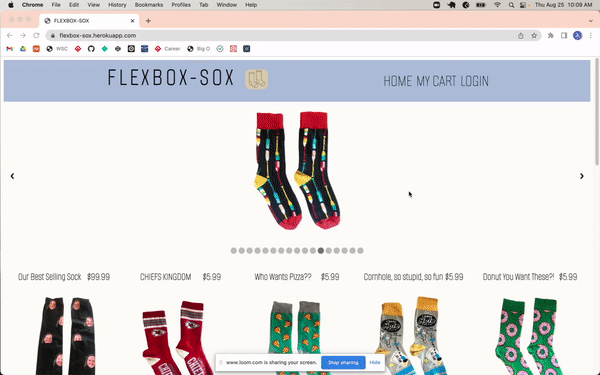 Chrome File Edit View History Bookmarks Profiles Tab Window Help Thu Aug 25 10:09 AM
FLEXBOX-SOX
flexbox-sox.herokuapp.com
WSC Career Big O
FLEXBOX-SOX HOME MY CART LOGIN
Our Best Selling Sock $99.99 CHIEFS KINGDOM $5.99 Who Wants Pizza?? $5.99 Cornhole, so stupid, so fun $5.99 Donut You Want These?! $5.99
www.loom.com is sharing your screen. Stop sharing Hide